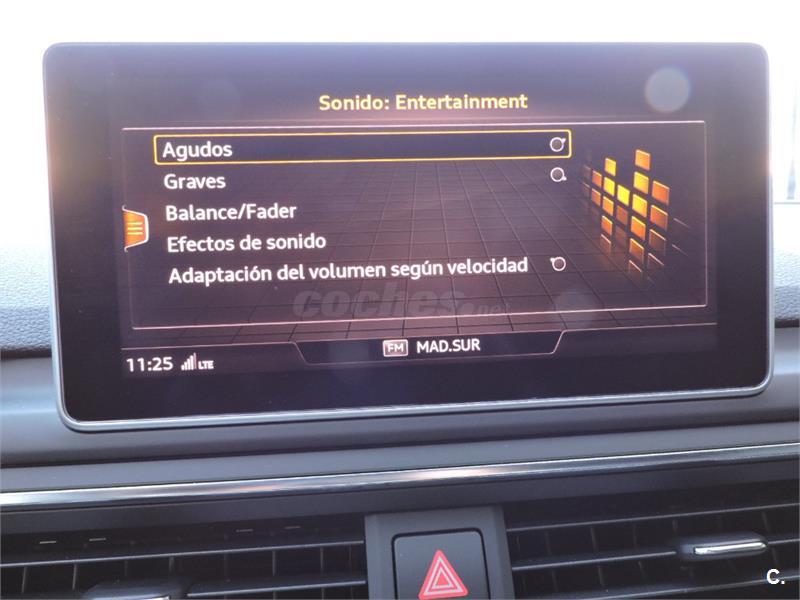 Sonido: Entertainment
Agudos
Graves
Balance/Fader
Efectos de sonido
Adaptación del volumen según velocidad
coches.net
FM MAD.SUR
11:25 LTE
C.